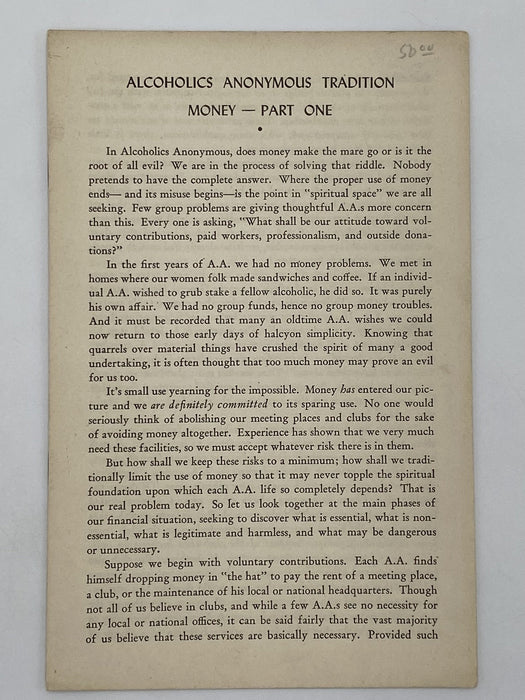 50 00
ALCOHOLICS ANONYMOUS TRADITION
MONEY — PART ONE
•
In Alcoholics Anonymous, does money make the mare go or is it the
root of all evil? We are in the process of solving that riddle. Nobody
pretends to have the complete answer. Where the proper use of money
ends— and its misuse begins—is the point in "spiritual space" we are all
seeking. Few group problems are giving thoughtful A.A.s more concern
than this. Every one is asking, "What shall be our attitude toward vol-
untary contributions, paid workers, professionalism, and outside dona-
tions?"
In the first years of A.A. we had no money problems. We met in
homes where our women folk made sandwiches and coffee. If an individ-
ual A.A. wished to grub stake a fellow alcoholic, he did so. It was purely
his own affair. We had no group funds, hence no group money troubles.
And it must be recorded that many an oldtime A.A. wishes we could
now return to those early days of halcyon simplicity. Knowing that
quarrels over material things have crushed the spirit of many a good
undertaking, it is often thought that too much money may prove an evil
for us too.
It's small use yearning for the impossible. Money has entered our pic-
ture and we are definitely committed to its sparing use. No one would
seriously think of abolishing our meeting places and clubs for the sake
of avoiding money altogether. Experience has shown that we very much
need these facilities, so we must accept whatever risk there is in them.
But how shall we keep these risks to a minimum; how shall we tradi-
tionally limit the use of money so that it may never topple the spiritual
foundation upon which each A.A. life so completely depends? That is
our real problem today. So let us look together at the main phases of
our financial situation, seeking to discover what is essential, what is non-
essential, what is legitimate and harmless, and what may be dangerous
or unnecessary.
Suppose we begin with voluntary contributions. Each A.A. finds
himself dropping money in "the hat" to pay the rent of a meeting place,
a club, or the maintenance of his local or national headquarters. Though
not all of us believe in clubs, and while a few A.A.s see no necessity for
any local or national offices, it can be said fairly that the vast majority
of us believe that these services are basically necessary. Provided such